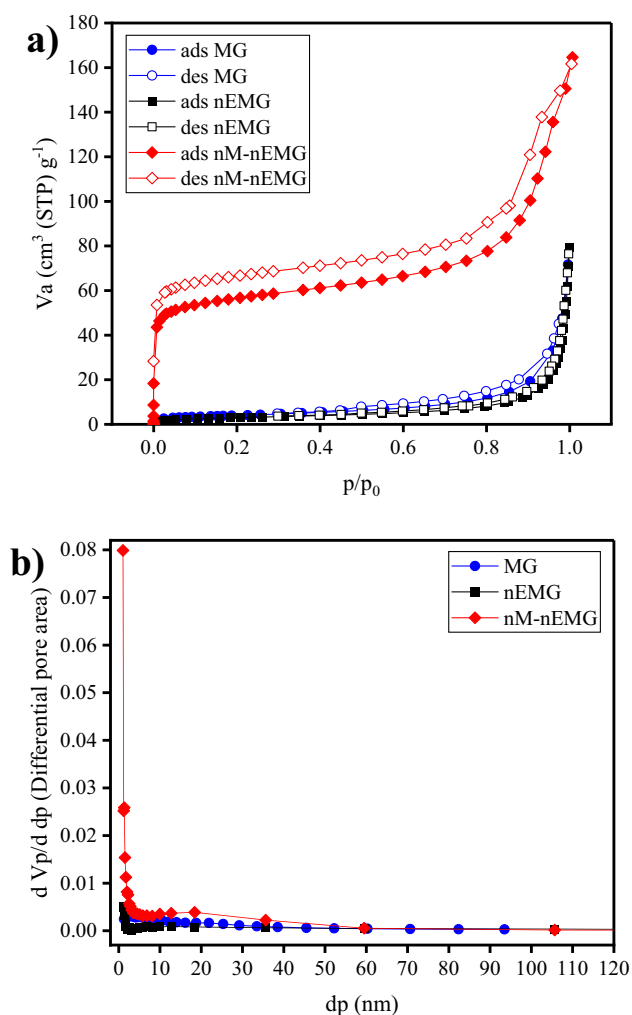 a)
Va (cm³ (STP) g⁻¹)
180
160
140
120
100
80
60
40
20
0
ads MG
des MG
ads nEMG
des nEMG
ads nM-nEMG
des nM-nEMG
0.0 0.2 0.4 0.6 0.8 1.0
p/p₀
b)
d Vp/d dp (Differential pore area)
0.08
0.07
0.06
0.05
0.04
0.03
0.02
0.01
0.00
MG
nEMG
nM-nEMG
0 10 20 30 40 50 60 70 80 90 100 110 120
dp (nm)